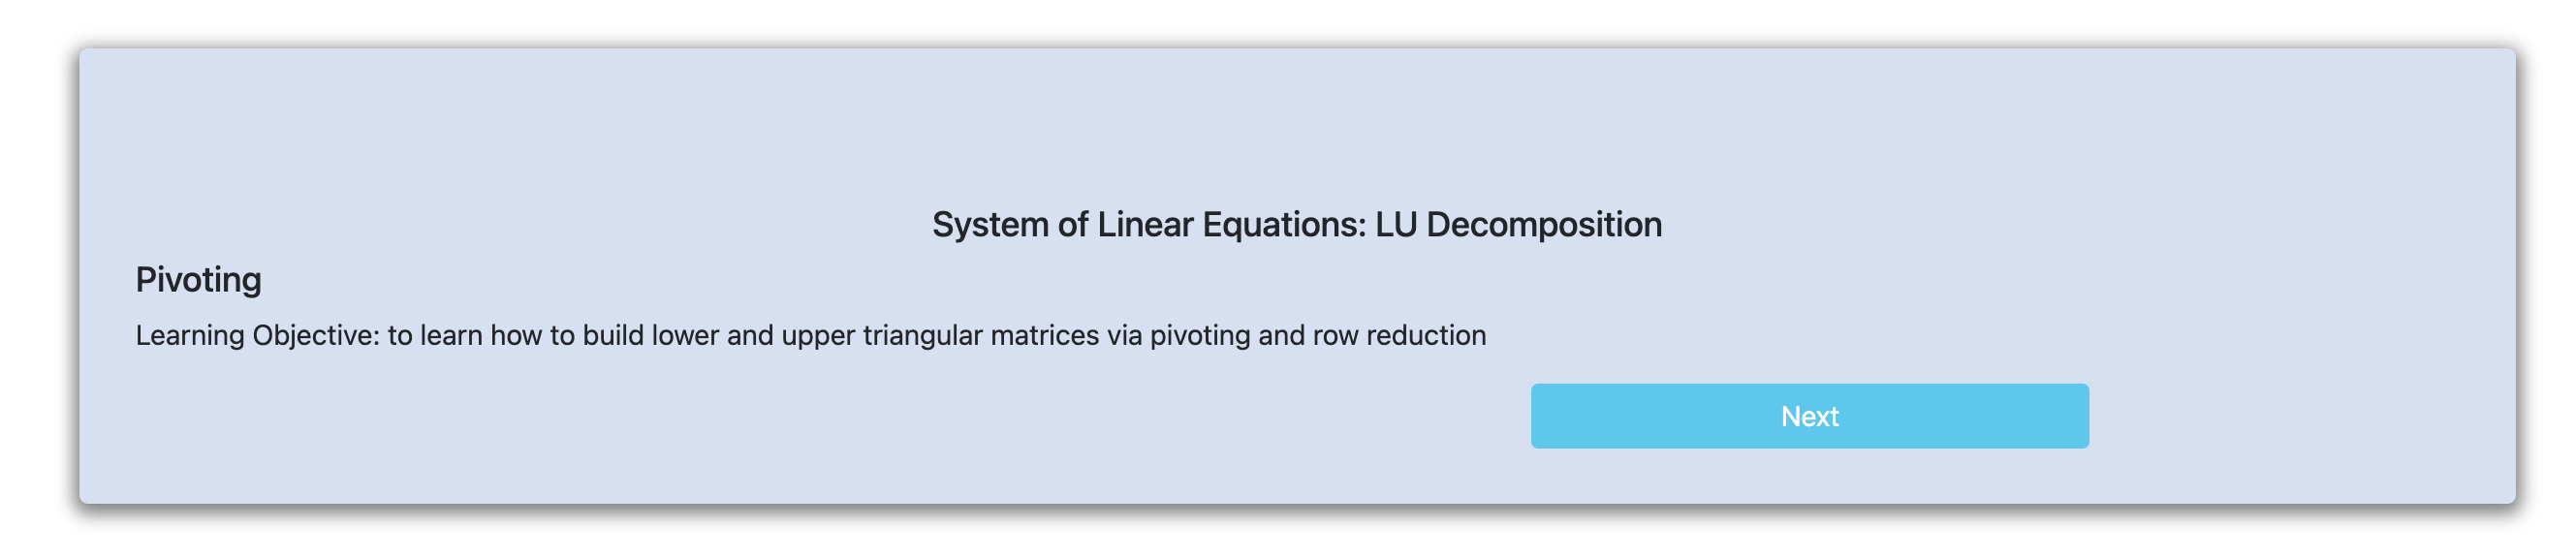 System of Linear Equations: LU Decomposition
Pivoting
Learning Objective: to learn how to build lower and upper triangular matrices via pivoting and row reduction
Next